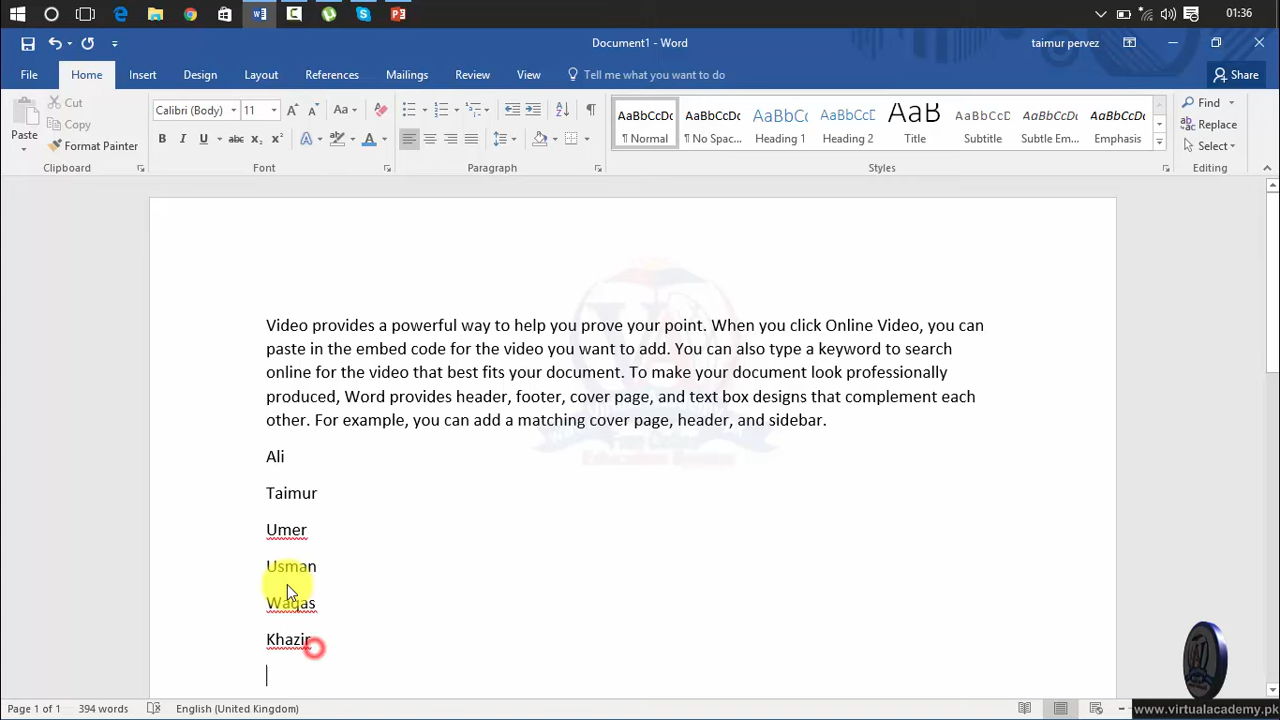 01:36
Document1 - Word
taimur pervez
File
Home
Insert
Design
Layout
References
Mailings
Review
View
Tell me what you want to do
Share
Paste
Cut
Copy
Format Painter
Clipboard
Calibri (Body)
11
Font
Paragraph
AaBbCcDc
¶ Normal
AaBbCcDc
¶ No Spac...
AaBbCc
Heading 1
AaBbCcC
Heading 2
AaB
Title
AaBbCcC
Subtitle
AaBbCcDc
Subtle Em...
AaBbCcDc
Emphasis
Styles
Find
Replace
Select
Editing
Video provides a powerful way to help you prove your point. When you click Online Video, you can
paste in the embed code for the video you want to add. You can also type a keyword to search
online for the video that best fits your document. To make your document look professionally
produced, Word provides header, footer, cover page, and text box designs that complement each
other. For example, you can add a matching cover page, header, and sidebar.
Ali
Taimur
Umer
Usman
Waqas
Khazir
Page 1 of 1
394 words
English (United Kingdom)
www.virtualacademy.pk